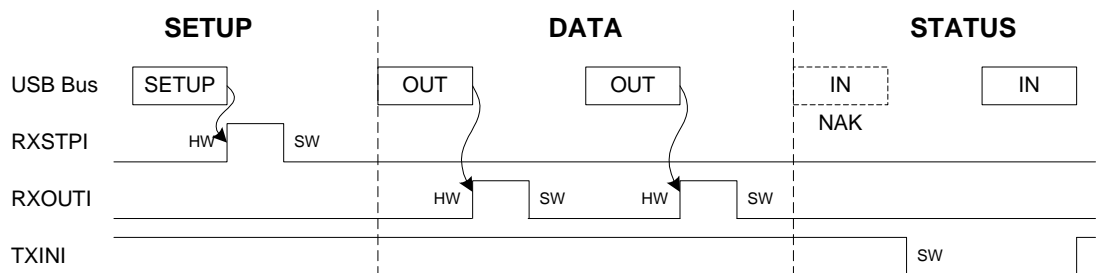 SETUP DATA STATUS
USB Bus SETUP OUT OUT IN IN
NAK
RXSTPI HW SW
RXOUTI HW SW HW SW
TXINI SW